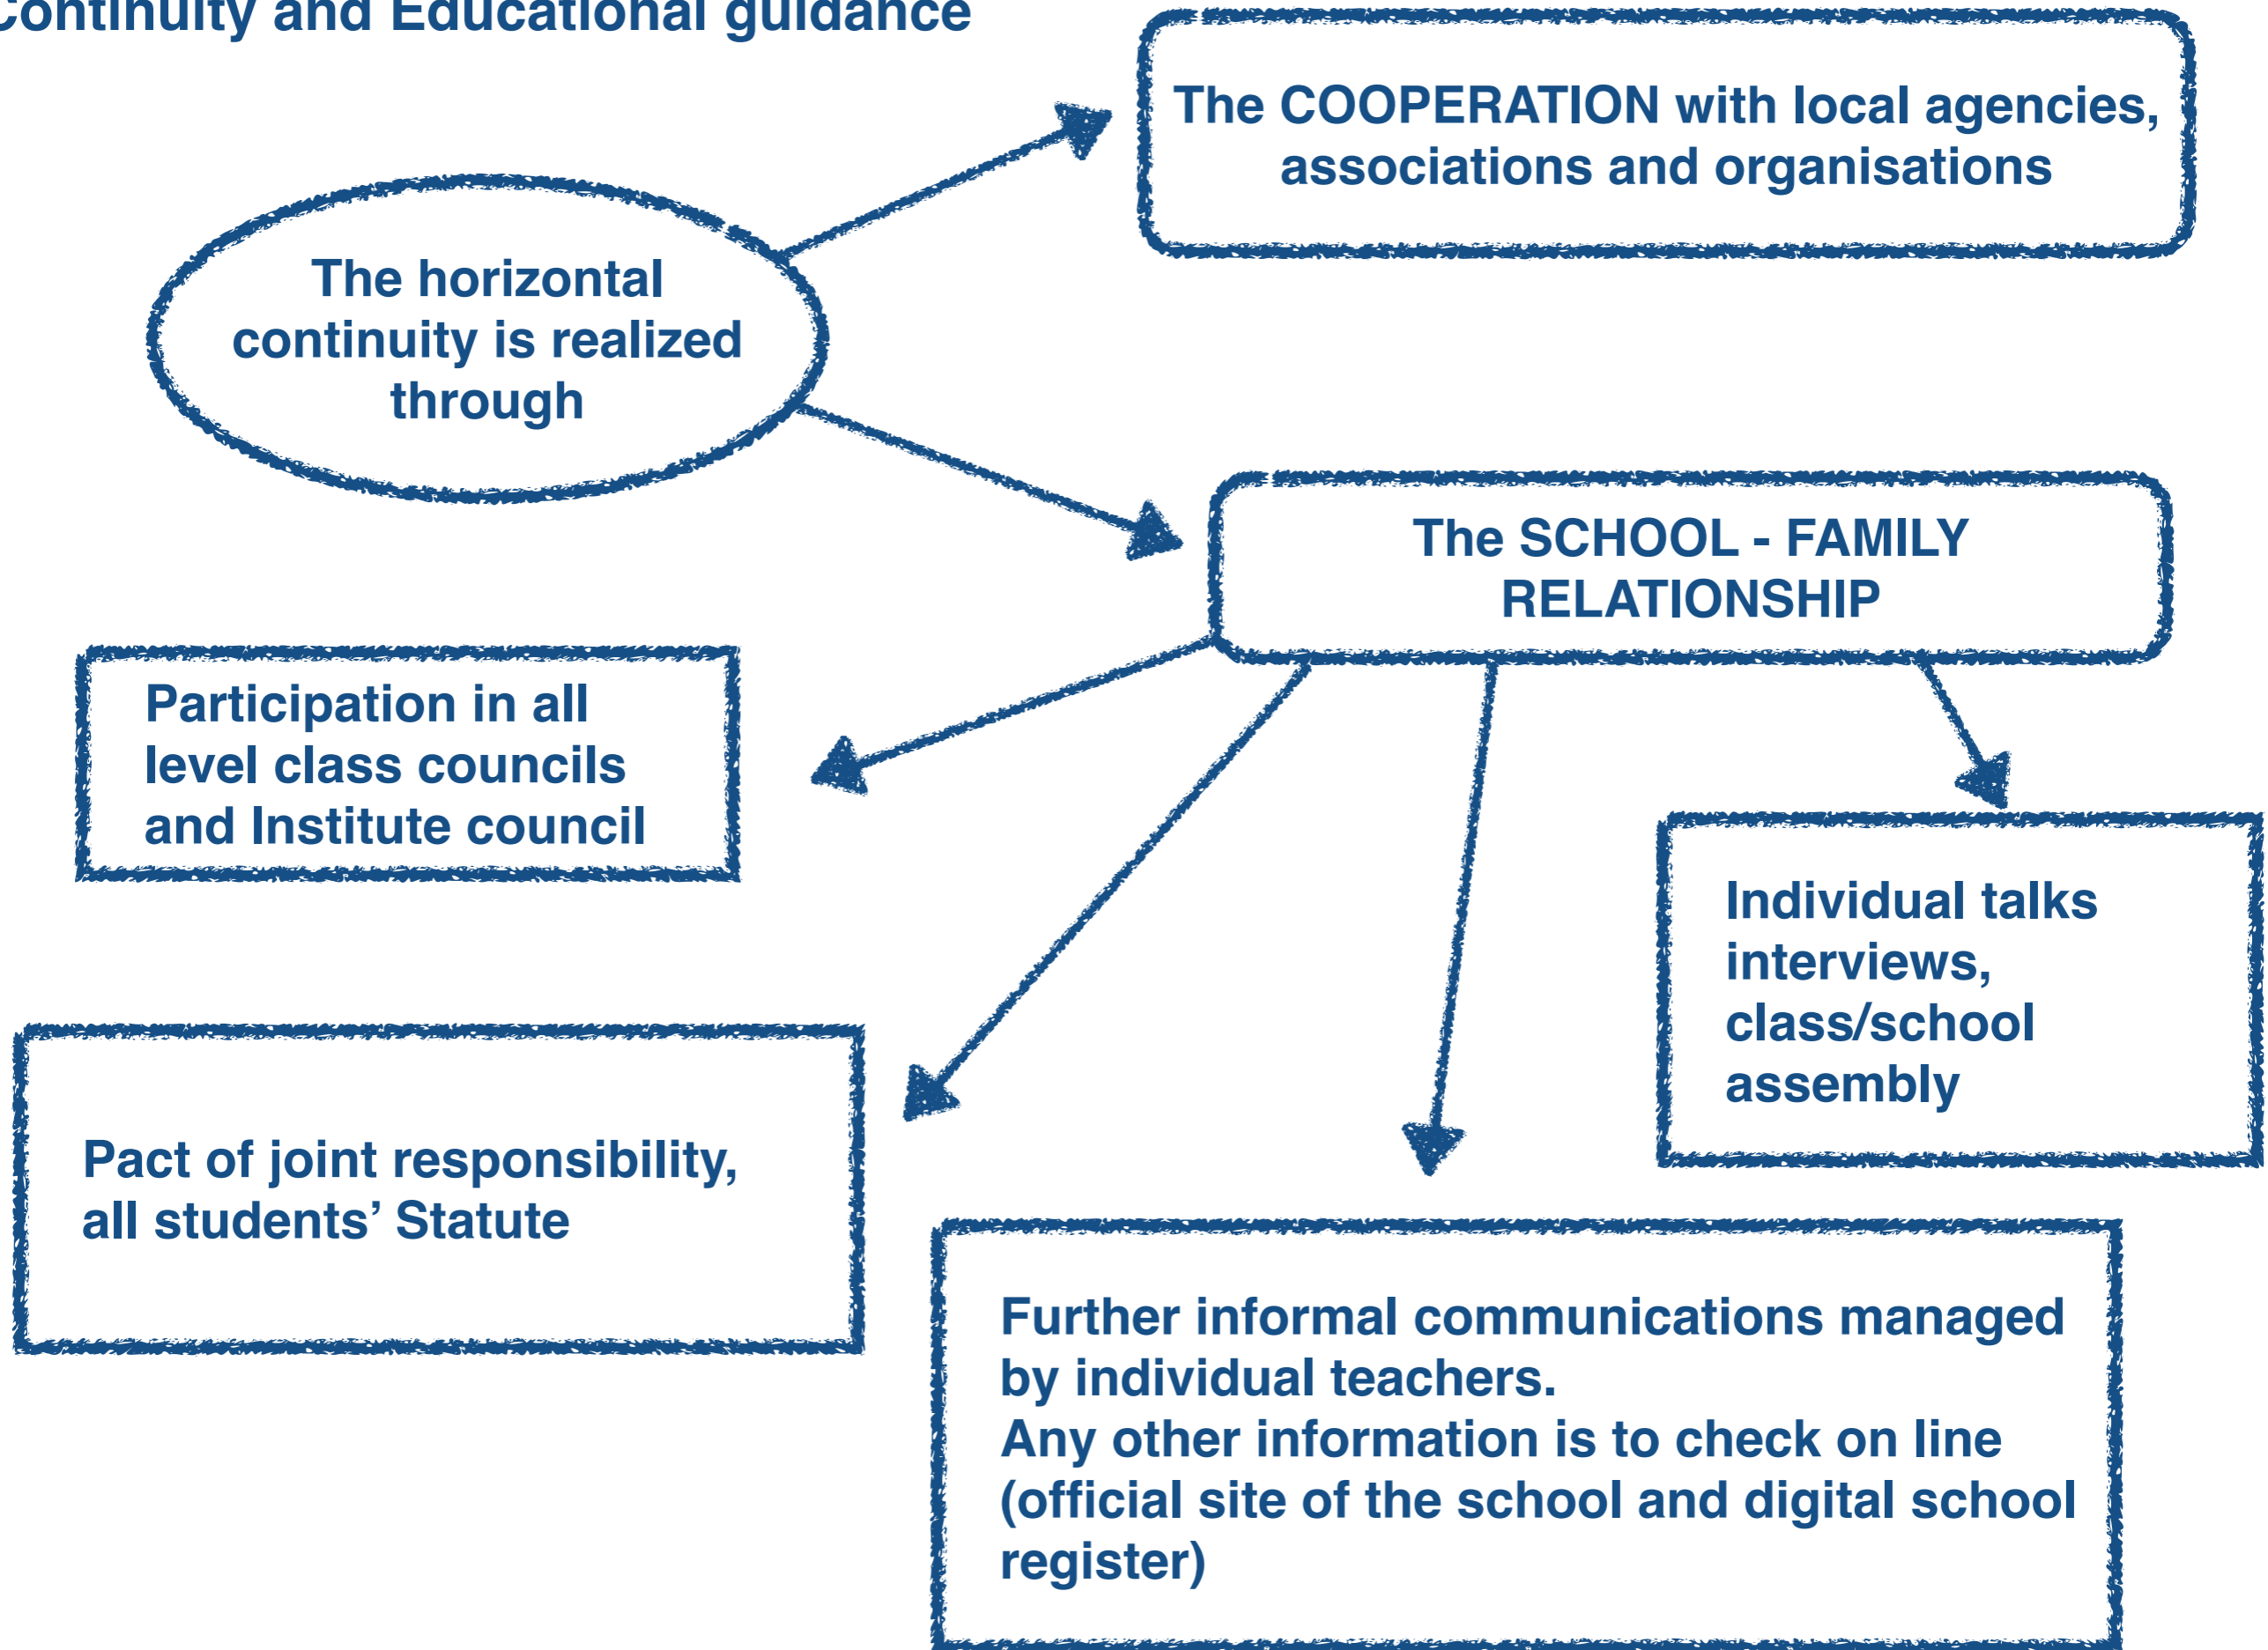 Continuity and Educational guidance
The COOPERATION with local agencies,
associations and organisations
The horizontal
continuity is realized
through
The SCHOOL - FAMILY
RELATIONSHIP
Participation in all
level class councils
and Institute council
Individual talks
interviews,
class/school
assembly
Pact of joint responsibility,
all students’ Statute
Further informal communications managed
by individual teachers.
Any other information is to check on line
(official site of the school and digital school
register)